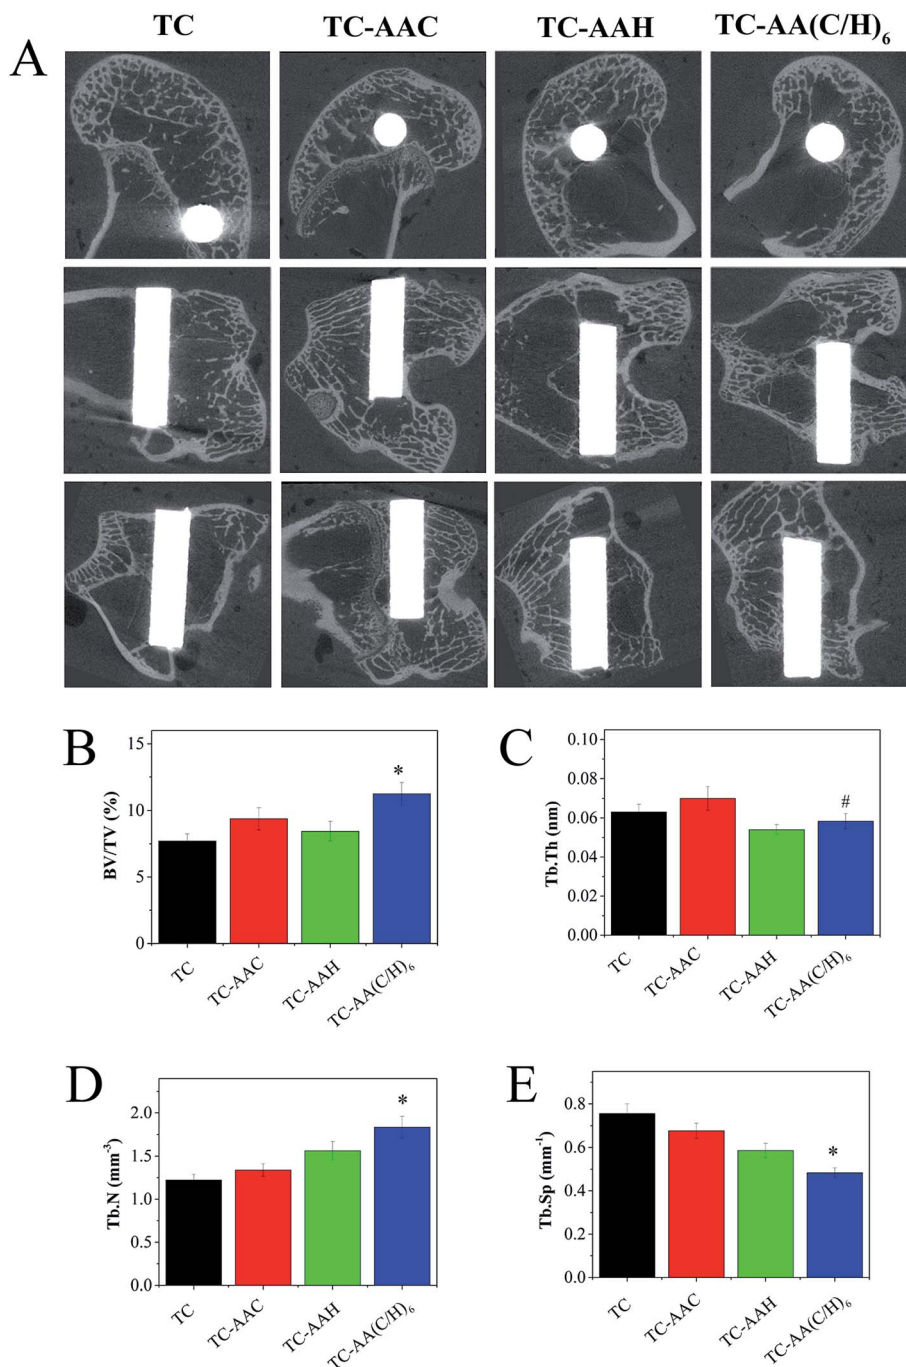 TC TC-AAC TC-AAH TC-AA(C/H)₆
A
B
15
10
5
0
BV/TV (%)
*
TC TC-AAC TC-AAH TC-AA(C/H)₆
C
0.10
0.08
0.06
0.04
0.02
0.00
Tb.Th (nm)
#
TC TC-AAC TC-AAH TC-AA(C/H)₆
D
2.0
1.5
1.0
0.5
0.0
Tb.N (mm⁻³)
*
TC TC-AAC TC-AAH TC-AA(C/H)₆
E
0.8
0.6
0.4
0.2
0.0
Tb.Sp (mm⁻¹)
*
TC TC-AAC TC-AAH TC-AA(C/H)₆